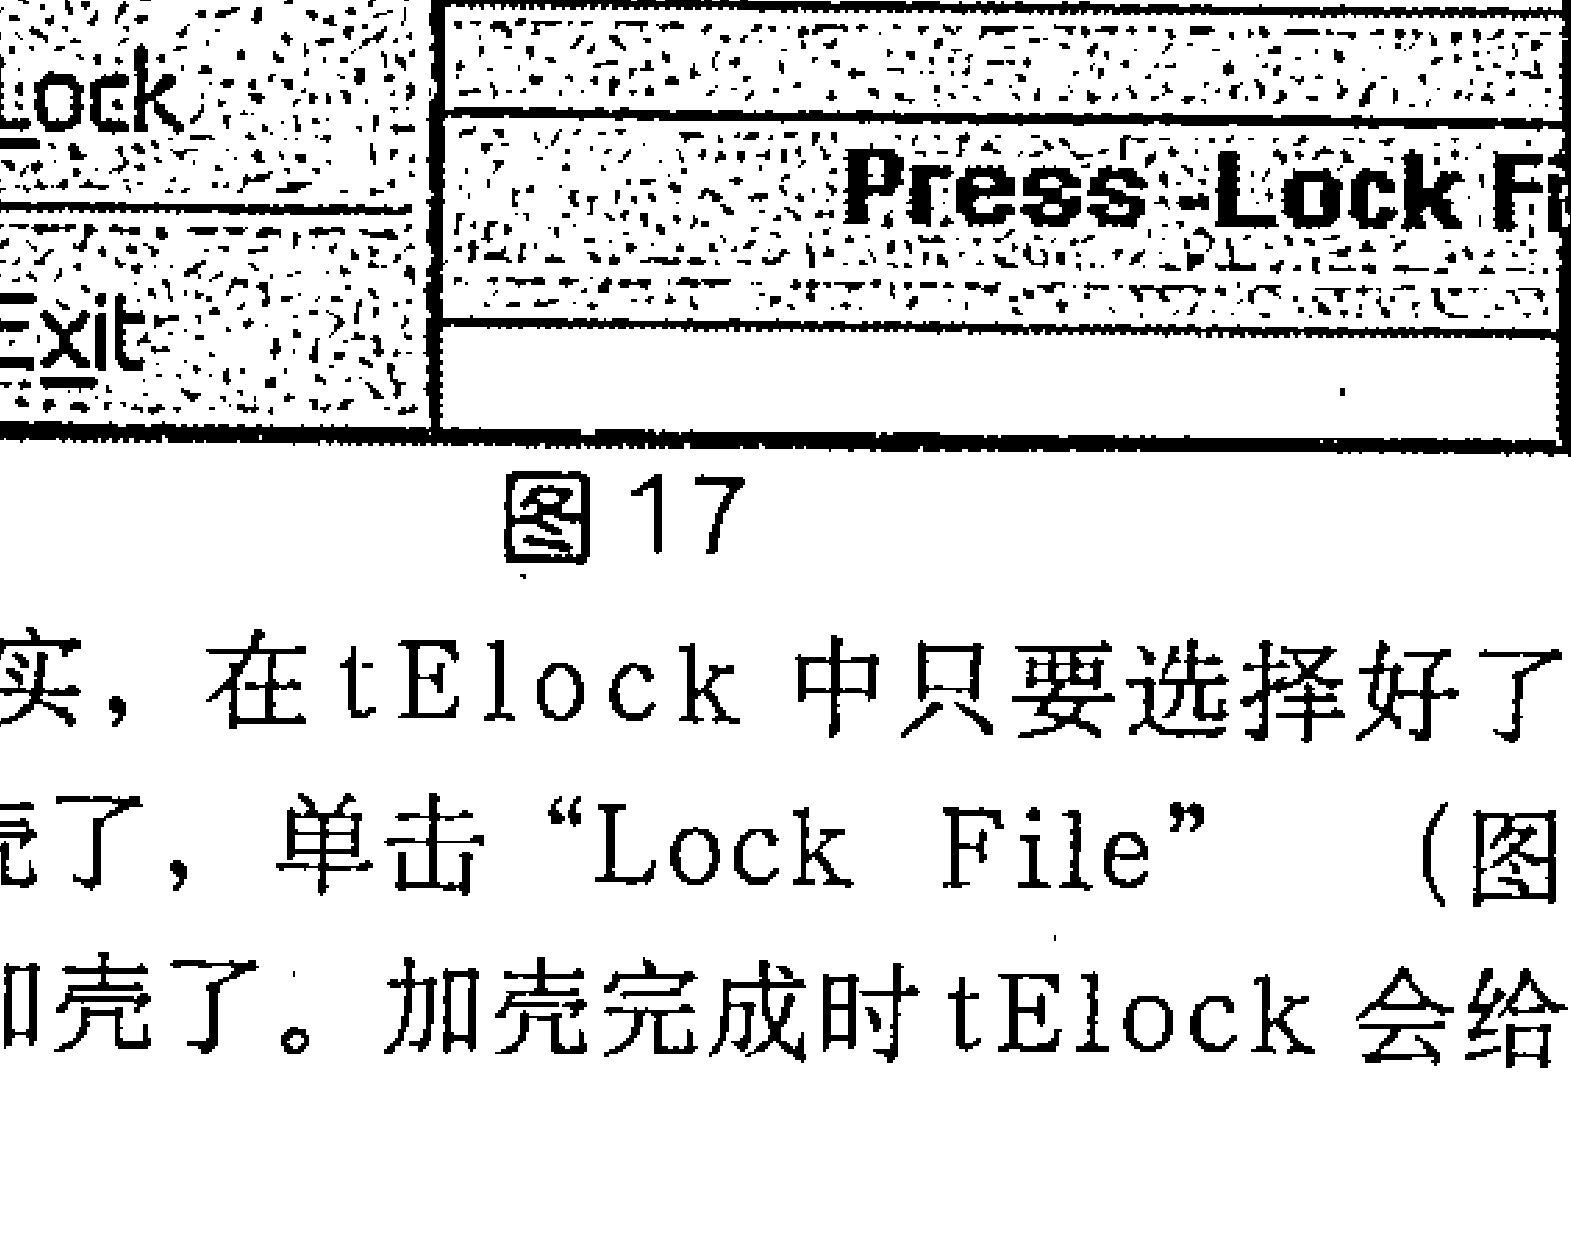 Lock
Press -Lock Fi
Exit
图 17
实，在tElock 中只要选择好了
壳了，单击“Lock File” （图
加壳了。加壳完成时tElock 会给